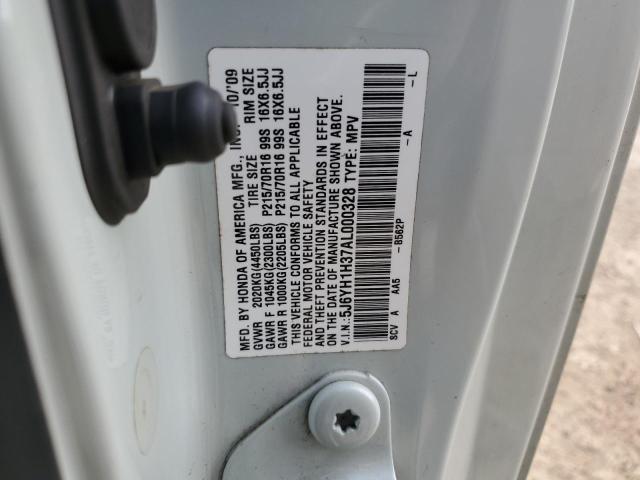 MFD. BY HONDA OF AMERICA MFG., INC. 10/'09
GVWR 2020KG(4450LBS) TIRE SIZE RIM SIZE
GAWR F 1045KG(2300LBS) P215/70R16 99S 16X6.5JJ
GAWR R 1000KG(2205LBS) P215/70R16 99S 16X6.5JJ
THIS VEHICLE CONFORMS TO ALL APPLICABLE
FEDERAL MOTOR VEHICLE SAFETY
AND THEFT PREVENTION STANDARDS IN EFFECT
ON THE DATE OF MANUFACTURE SHOWN ABOVE.
V.I.N.:5J6YH1H37AL000328 TYPE: MPV
SCV A AA5 -B562P -A -L